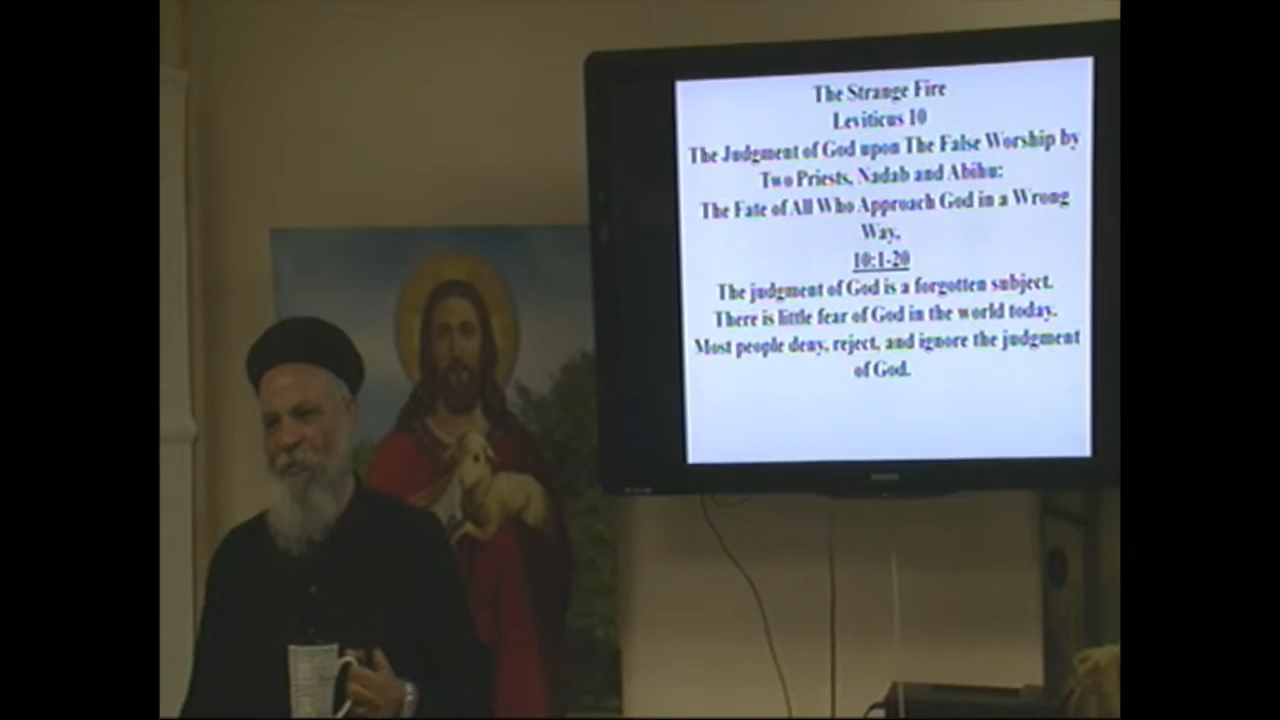 The Strange Fire
Leviticus 10
The Judgment of God upon The False Worship by
Two Priests, Nadab and Abihu:
The Fate of All Who Approach God in a Wrong
Way,
10:1-20
The judgment of God is a forgotten subject.
There is little fear of God in the world today.
Most people deny, reject, and ignore the judgment
of God.